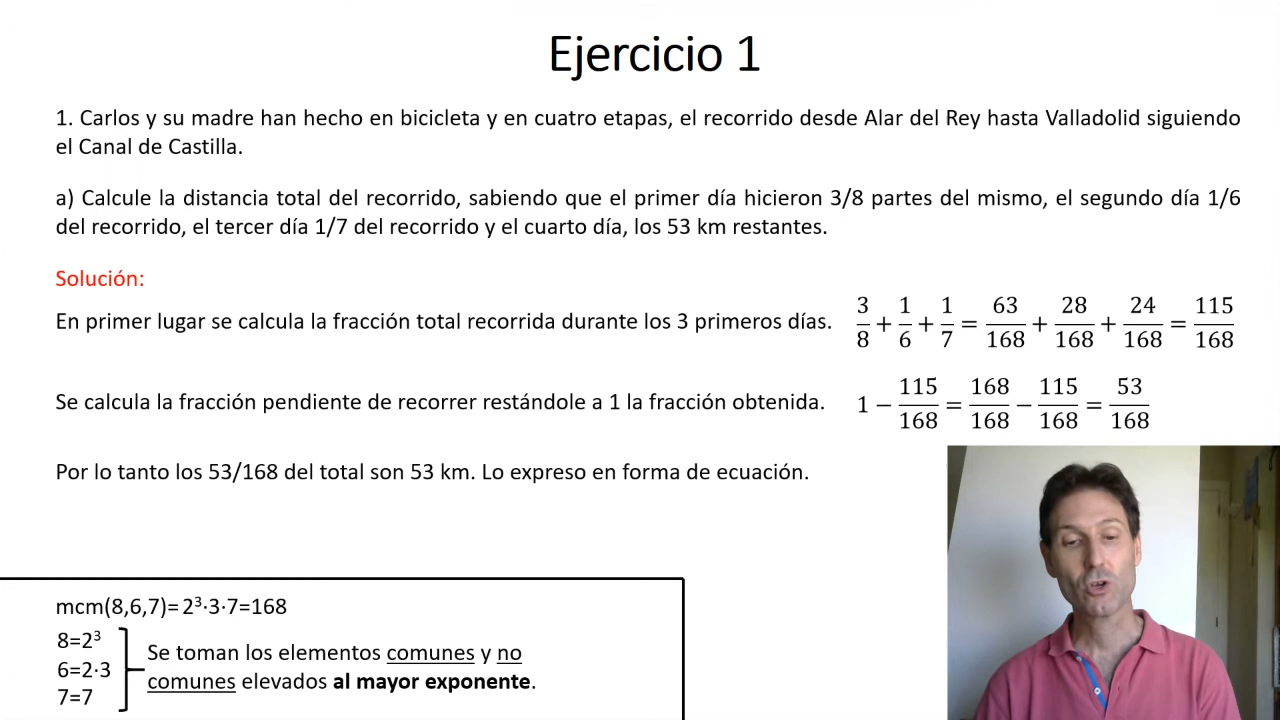 Ejercicio 1
1. Carlos y su madre han hecho en bicicleta y en cuatro etapas, el recorrido desde Alar del Rey hasta Valladolid siguiendo
el Canal de Castilla.
a) Calcule la distancia total del recorrido, sabiendo que el primer día hicieron 3/8 partes del mismo, el segundo día 1/6
del recorrido, el tercer día 1/7 del recorrido y el cuarto día, los 53 km restantes.
Solución:
En primer lugar se calcula la fracción total recorrida durante los 3 primeros días. 3/8 + 1/6 + 1/7 = 63/168 + 28/168 + 24/168 = 115/168
Se calcula la fracción pendiente de recorrer restándole a 1 la fracción obtenida. 1 − 115/168 = 168/168 − 115/168 = 53/168
Por lo tanto los 53/168 del total son 53 km. Lo expreso en forma de ecuación.
mcm(8,6,7)=2³·3·7=168
8=2³
6=2·3
7=7
Se toman los elementos comunes y no
comunes elevados al mayor exponente.